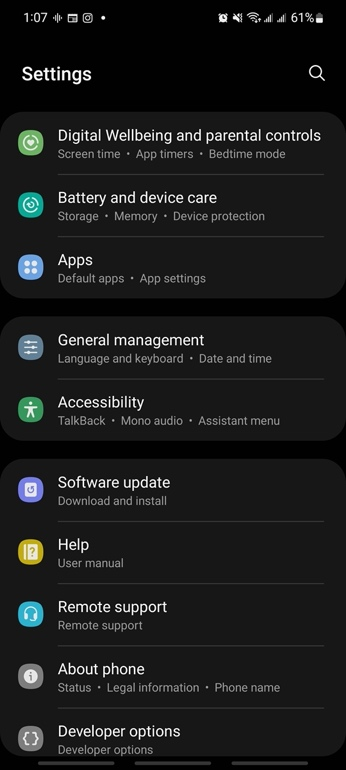 1:07 61%
Settings
Digital Wellbeing and parental controls
Screen time • App timers • Bedtime mode
Battery and device care
Storage • Memory • Device protection
Apps
Default apps • App settings
General management
Language and keyboard • Date and time
Accessibility
TalkBack • Mono audio • Assistant menu
Software update
Download and install
Help
User manual
Remote support
Remote support
About phone
Status • Legal information • Phone name
Developer options
Developer options